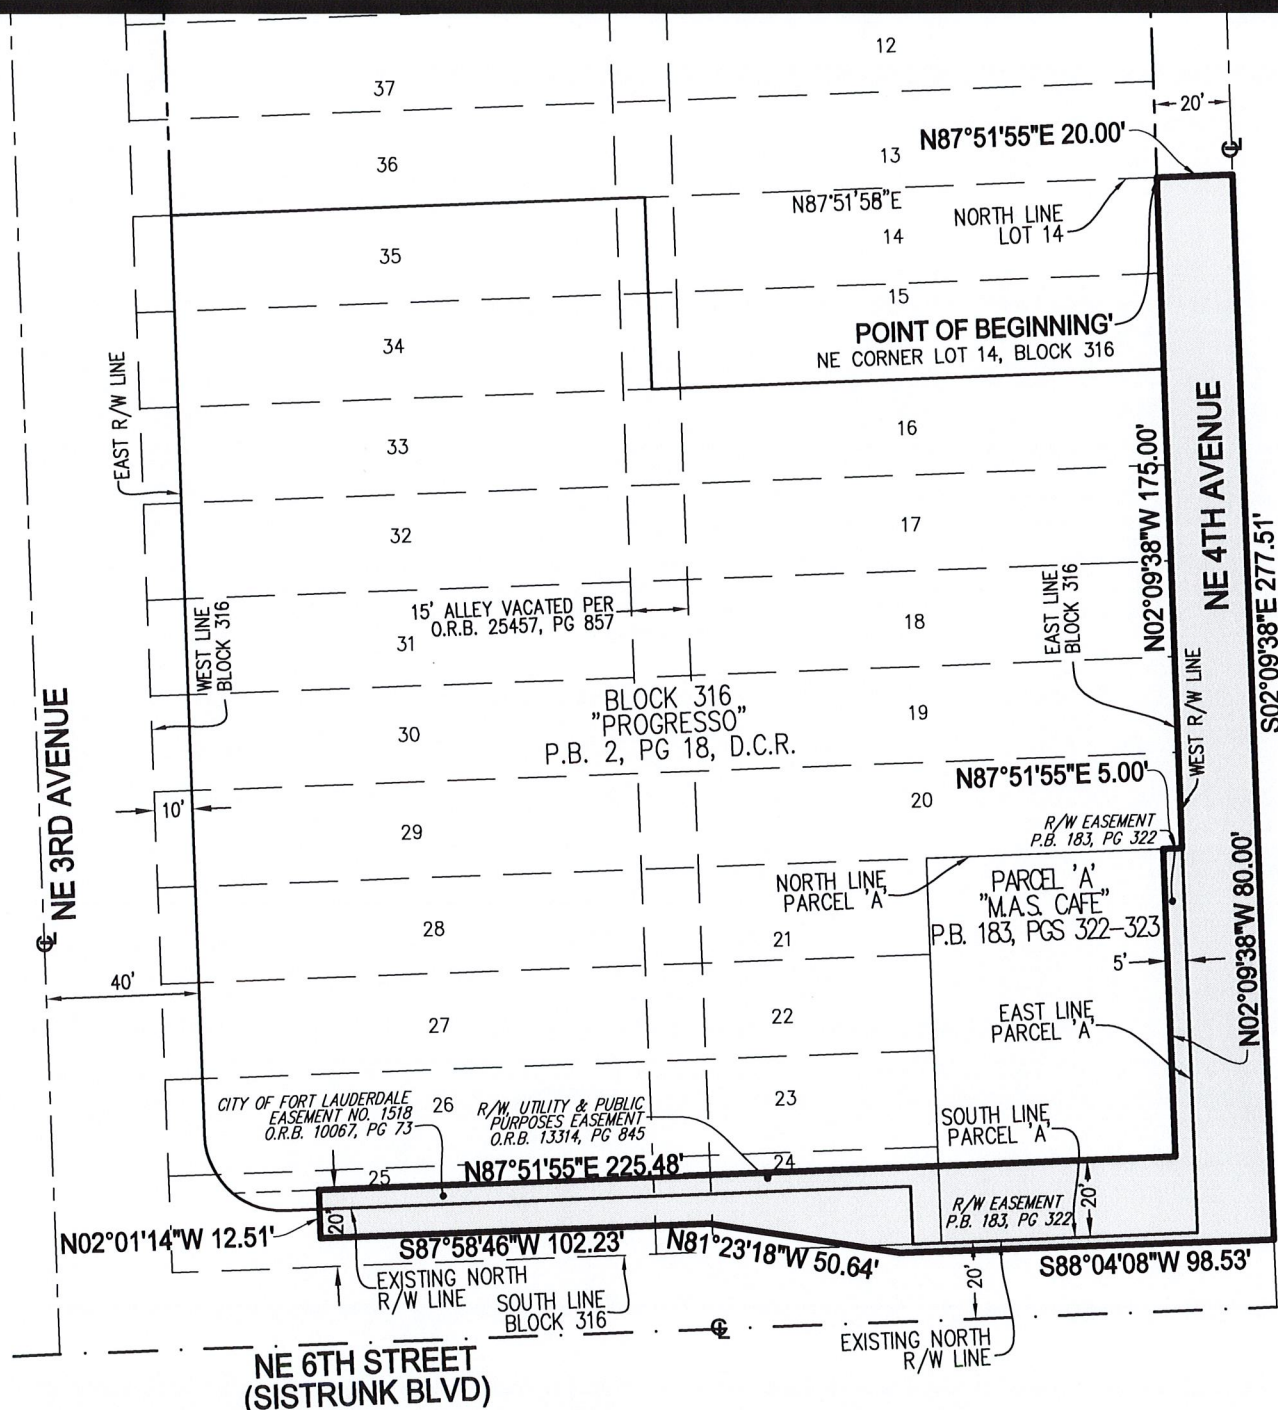 12
37
20'
N87°51'55"E 20.00'
℄
13
36
N87°51'58"E
NORTH LINE
LOT 14
14
35
15
POINT OF BEGINNING'
NE CORNER LOT 14, BLOCK 316
34
EAST R/W LINE
NE 4TH AVENUE
16
33
N02°09'38"W 175.00'
S02°09'38"E 277.51'
17
32
EAST LINE
BLOCK 316
15' ALLEY VACATED PER
O.R.B. 25457, PG 857
WEST LINE
BLOCK 316
18
31
WEST R/W LINE
BLOCK 316
"PROGRESSO"
P.B. 2, PG 18, D.C.R.
19
30
NE 3RD AVENUE
℄
N87°51'55"E 5.00'
20
10'
29
R/W EASEMENT
P.B. 183, PG 322
NORTH LINE
PARCEL 'A'
PARCEL 'A'
"M.A.S. CAFE"
P.B. 183, PGS 322-323
N02°09'38"W 80.00'
28
21
5'
40'
27
22
EAST LINE
PARCEL 'A'
CITY OF FORT LAUDERDALE
EASEMENT NO. 1518
O.R.B. 10067, PG 73
26
R/W, UTILITY & PUBLIC
PURPOSES EASEMENT
O.R.B. 13314, PG 845
23
SOUTH LINE
PARCEL 'A'
25
N87°51'55"E 225.48'
24
20'
R/W EASEMENT
P.B. 183, PG 322
20'
N02°01'14"W 12.51'
S87°58'46"W 102.23'
N81°23'18"W 50.64'
S88°04'08"W 98.53'
20'
EXISTING NORTH
R/W LINE
SOUTH LINE
BLOCK 316
℄
EXISTING NORTH
R/W LINE
NE 6TH STREET
(SISTRUNK BLVD)